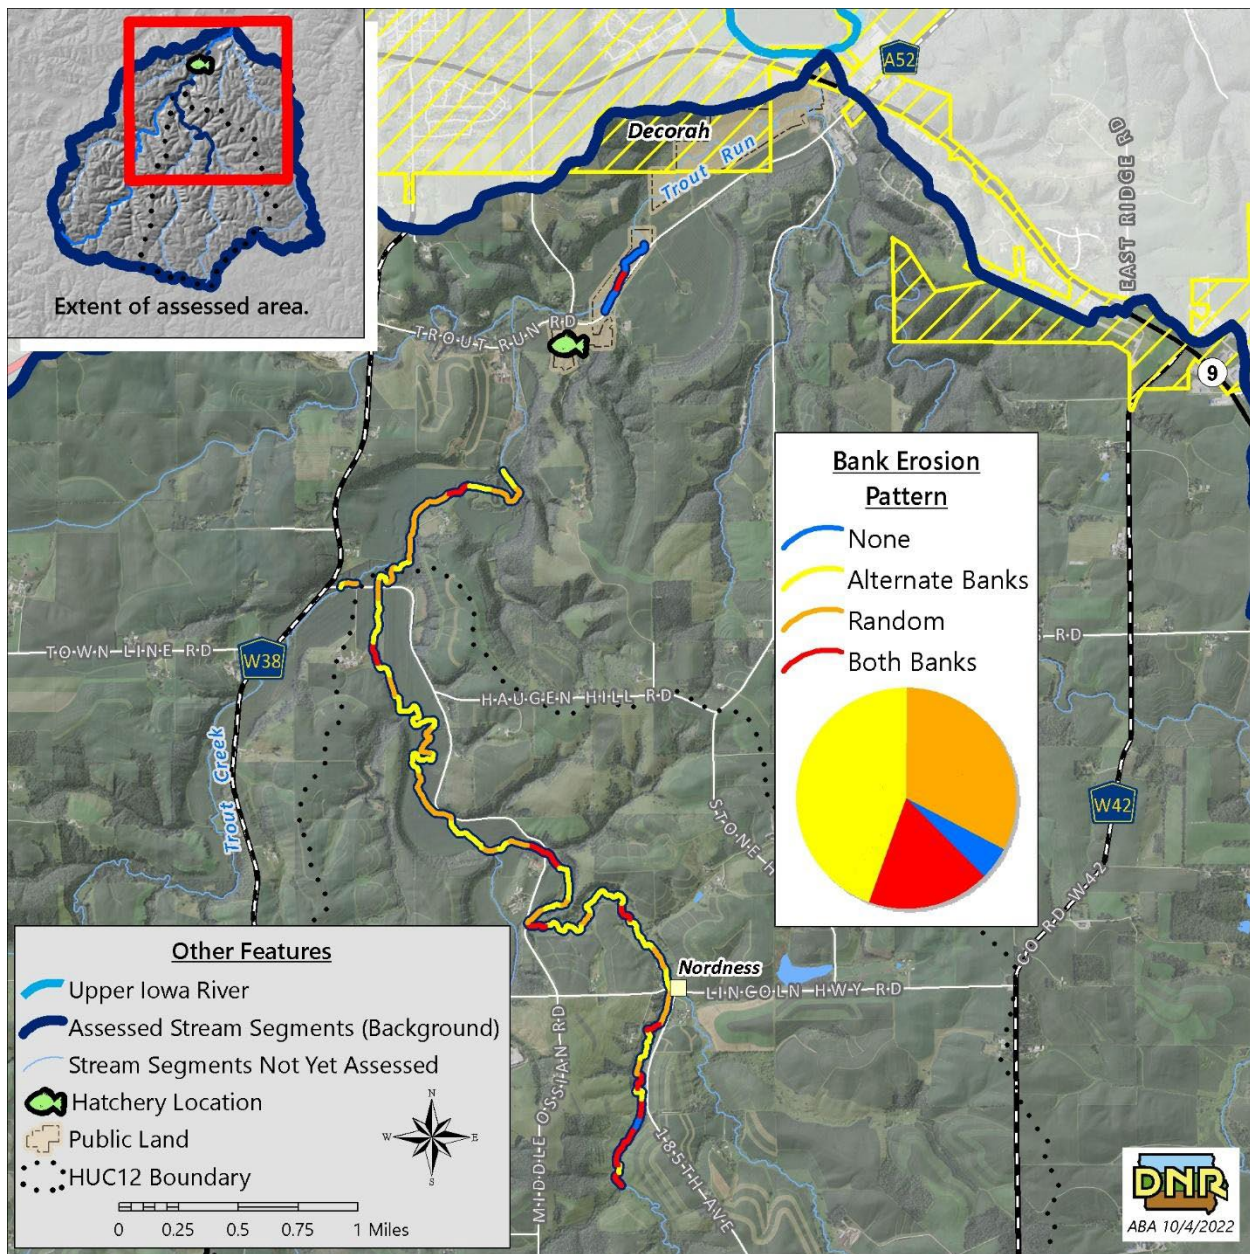 Extent of assessed area.
A52
Decorah
Trout Run
EAST RIDGE RD
TROUT RUN RD
9
Bank Erosion
Pattern
None
Alternate Banks
Random
Both Banks
TOWN LINE RD
W38
RD
HAUGEN HILL RD
Trout Creek
STONE H
W42
CO RD W-42
Nordness
LINCOLN HWY RD
MIDDLE OSSIAN RD
185TH AVE
Other Features
Upper Iowa River
Assessed Stream Segments (Background)
Stream Segments Not Yet Assessed
Hatchery Location
Public Land
HUC12 Boundary
N
W E
S
0 0.25 0.5 0.75 1 Miles
DNR
ABA 10/4/2022